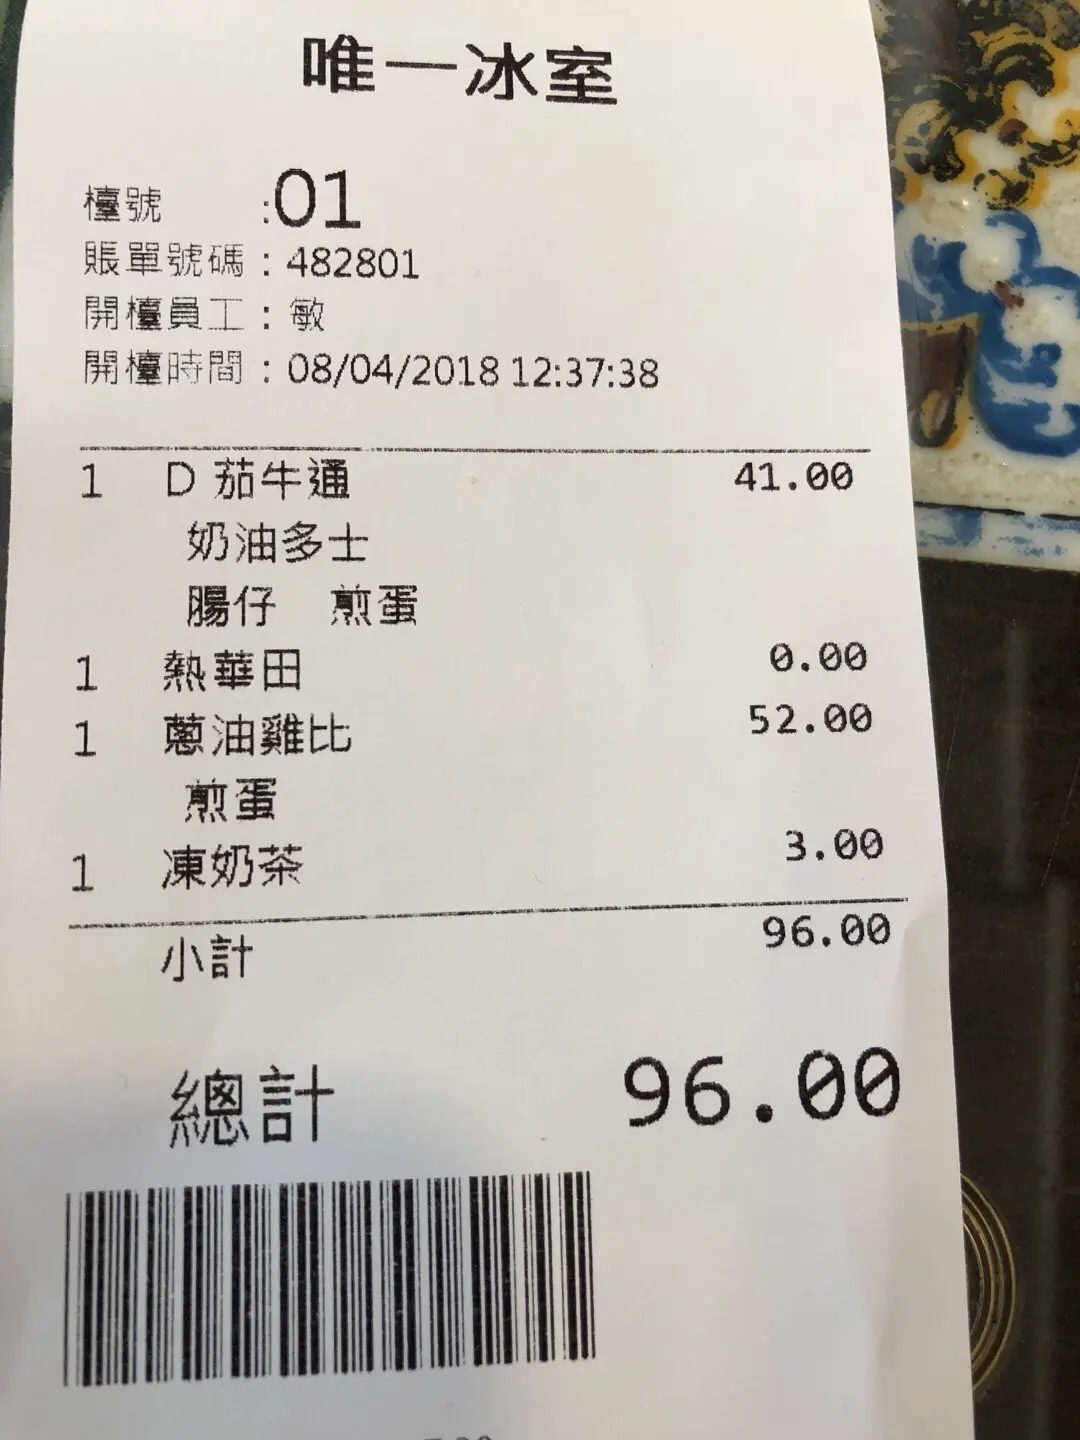 唯一冰室
檯號 :01
賬單號碼 : 482801
開檯員工 : 敏
開檯時間 : 08/04/2018 12:37:38
1 D 茄牛通 41.00
奶油多士
腸仔 煎蛋
1 熱華田 0.00
1 蔥油雞比 52.00
煎蛋
1 凍奶茶 3.00
小計 96.00
總計 96.00